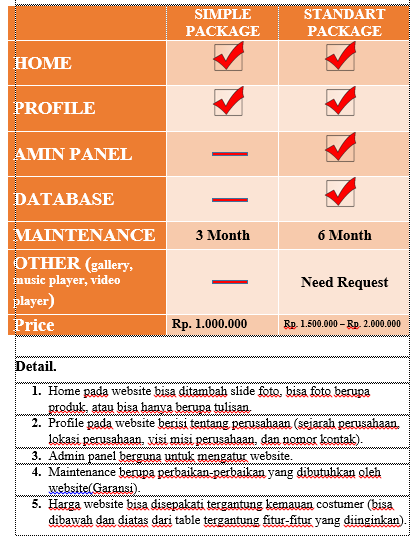 SIMPLE PACKAGE
STANDART PACKAGE
HOME
PROFILE
AMIN PANEL
DATABASE
MAINTENANCE
3 Month
6 Month
OTHER (gallery,
music player, video
player)
Need Request
Price
Rp. 1.000.000
Rp. 1.500.000 – Rp. 2.000.000
Detail.
1. Home pada website bisa ditambah slide foto, bisa foto berupa
produk, atau bisa hanya berupa tulisan.
2. Profile pada website berisi tentang perusahaan (sejarah perusahaan,
lokasi perusahaan, visi misi perusahaan, dan nomor kontak).
3. Admin panel berguna untuk mengatur website.
4. Maintenance berupa perbaikan-perbaikan yang dibutuhkan oleh
website(Garansi).
5. Harga website bisa disepakati tergantung kemauan costumer (bisa
dibawah dan diatas dari table tergantung fitur-fitur yang diinginkan).